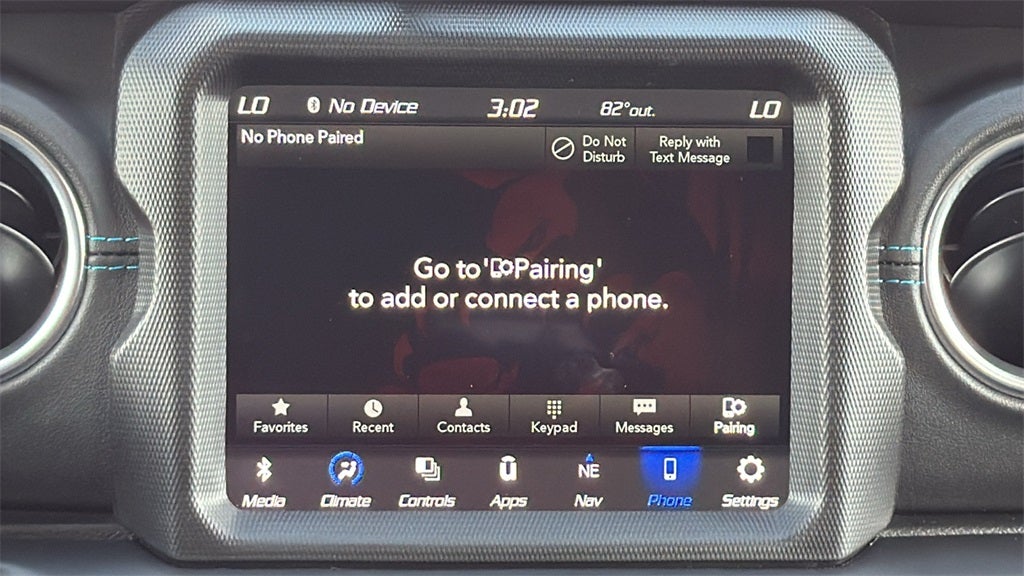 LO No Device 3:02 82° out. LO
No Phone Paired
Do Not
Disturb
Reply with
Text Message
Go to 'Pairing'
to add or connect a phone.
Favorites Recent Contacts Keypad Messages Pairing
NE
Media Climate Controls Apps Nav Phone Settings